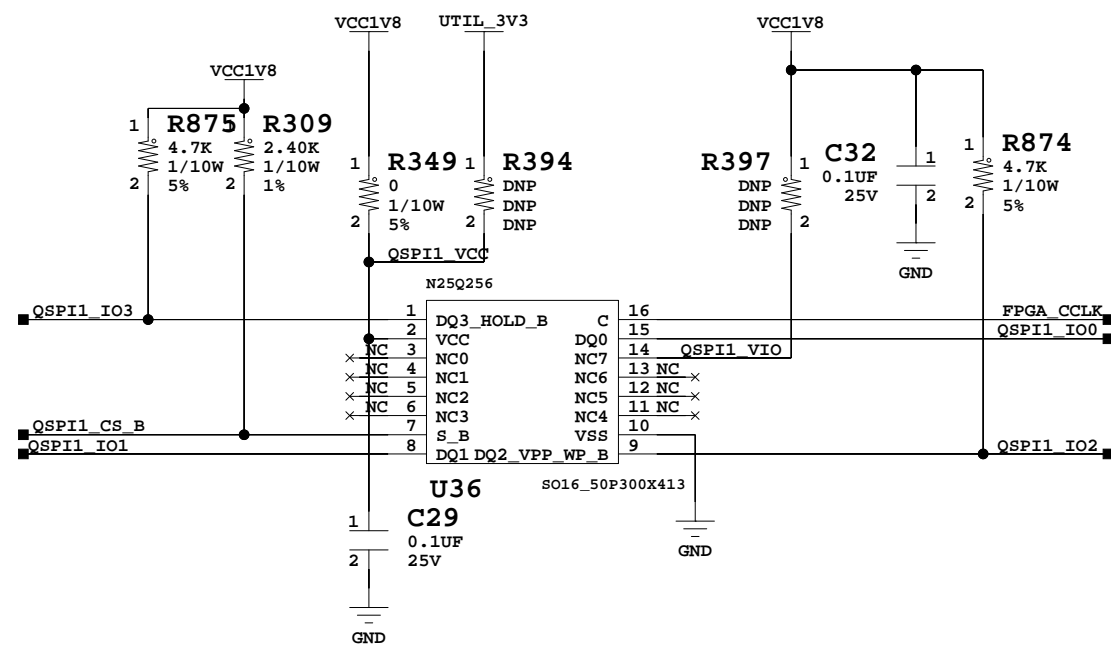 VCC1V8
UTIL_3V3
VCC1V8
VCC1V8
1 R875
4.7K
1/10W
2 5%
1 R309
2.40K
1/10W
2 1%
1 R349
0
1/10W
2 5%
1 R394
DNP
DNP
2 DNP
R397 1
DNP
DNP
DNP 2
C32 1
0.1UF
25V 2
1 R874
4.7K
1/10W
2 5%
GND
QSPI1_VCC
N25Q256
QSPI1_IO3 1 DQ3_HOLD_B C 16 FPGA_CCLK
2 VCC DQ0 15 QSPI1_IO0
NC 3 NC0 NC7 14 QSPI1_VIO
NC 4 NC1 NC6 13 NC
NC 5 NC2 NC5 12 NC
NC 6 NC3 NC4 11 NC
QSPI1_CS_B 7 S_B VSS 10
QSPI1_IO1 8 DQ1 DQ2_VPP_WP_B 9 QSPI1_IO2
U36 SO16_50P300X413
1 C29
0.1UF
2 25V
GND
GND